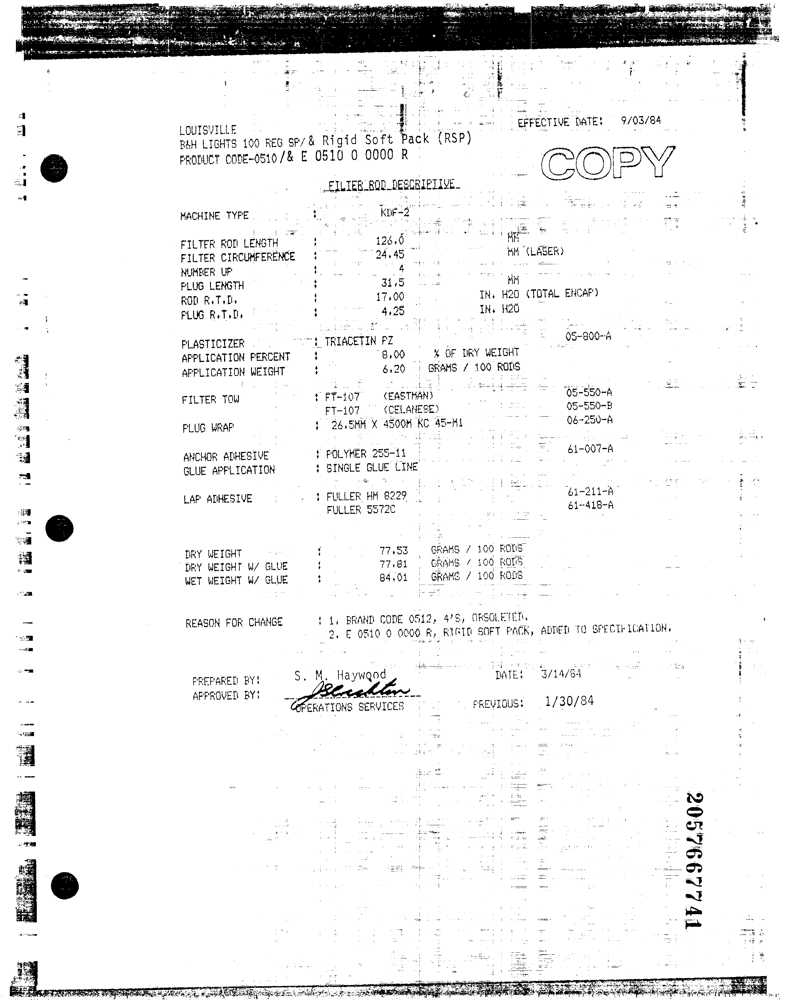 EFFECTIVE DATE: 9/03/84
LOUISVILLE
B&H LIGHTS 100 REG SP/& Rigid Soft Pack (RSP)
PRODUCT CODE-0510/& E 0510 0 0000 R
COPY
FILTER ROD DESCRIPTIVE
MACHINE TYPE : KDF-2
FILTER ROD LENGTH : 126.0 MM
FILTER CIRCUMFERENCE : 24.45 MM (LASER)
NUMBER UP : 4
PLUG LENGTH : 31.5 MM
ROD R.T.D. : 17.00 IN. H2O (TOTAL ENCAP)
PLUG R.T.D. : 4.25 IN. H2O
PLASTICIZER : TRIACETIN PZ 05-800-A
APPLICATION PERCENT : 8.00 % OF DRY WEIGHT
APPLICATION WEIGHT : 6.20 GRAMS / 100 RODS
FILTER TOW : FT-107 (EASTMAN) 05-550-A
FT-107 (CELANESE) 05-550-B
PLUG WRAP : 26.5MM X 4500M KC 45-M1 06-250-A
ANCHOR ADHESIVE : POLYMER 255-11 61-007-A
GLUE APPLICATION : SINGLE GLUE LINE
LAP ADHESIVE : FULLER HM 8229 61-211-A
FULLER 5572C 61-418-A
DRY WEIGHT : 77.53 GRAMS / 100 RODS
DRY WEIGHT W/ GLUE : 77.81 GRAMS / 100 RODS
WET WEIGHT W/ GLUE : 84.01 GRAMS / 100 RODS
REASON FOR CHANGE : 1. BRAND CODE 0512, 4'S, OBSOLETED.
2. E 0510 0 0000 R, RIGID SOFT PACK, ADDED TO SPECIFICATION.
PREPARED BY: S. M. Haywood DATE: 3/14/84
APPROVED BY:
OPERATIONS SERVICES PREVIOUS: 1/30/84
2057667741